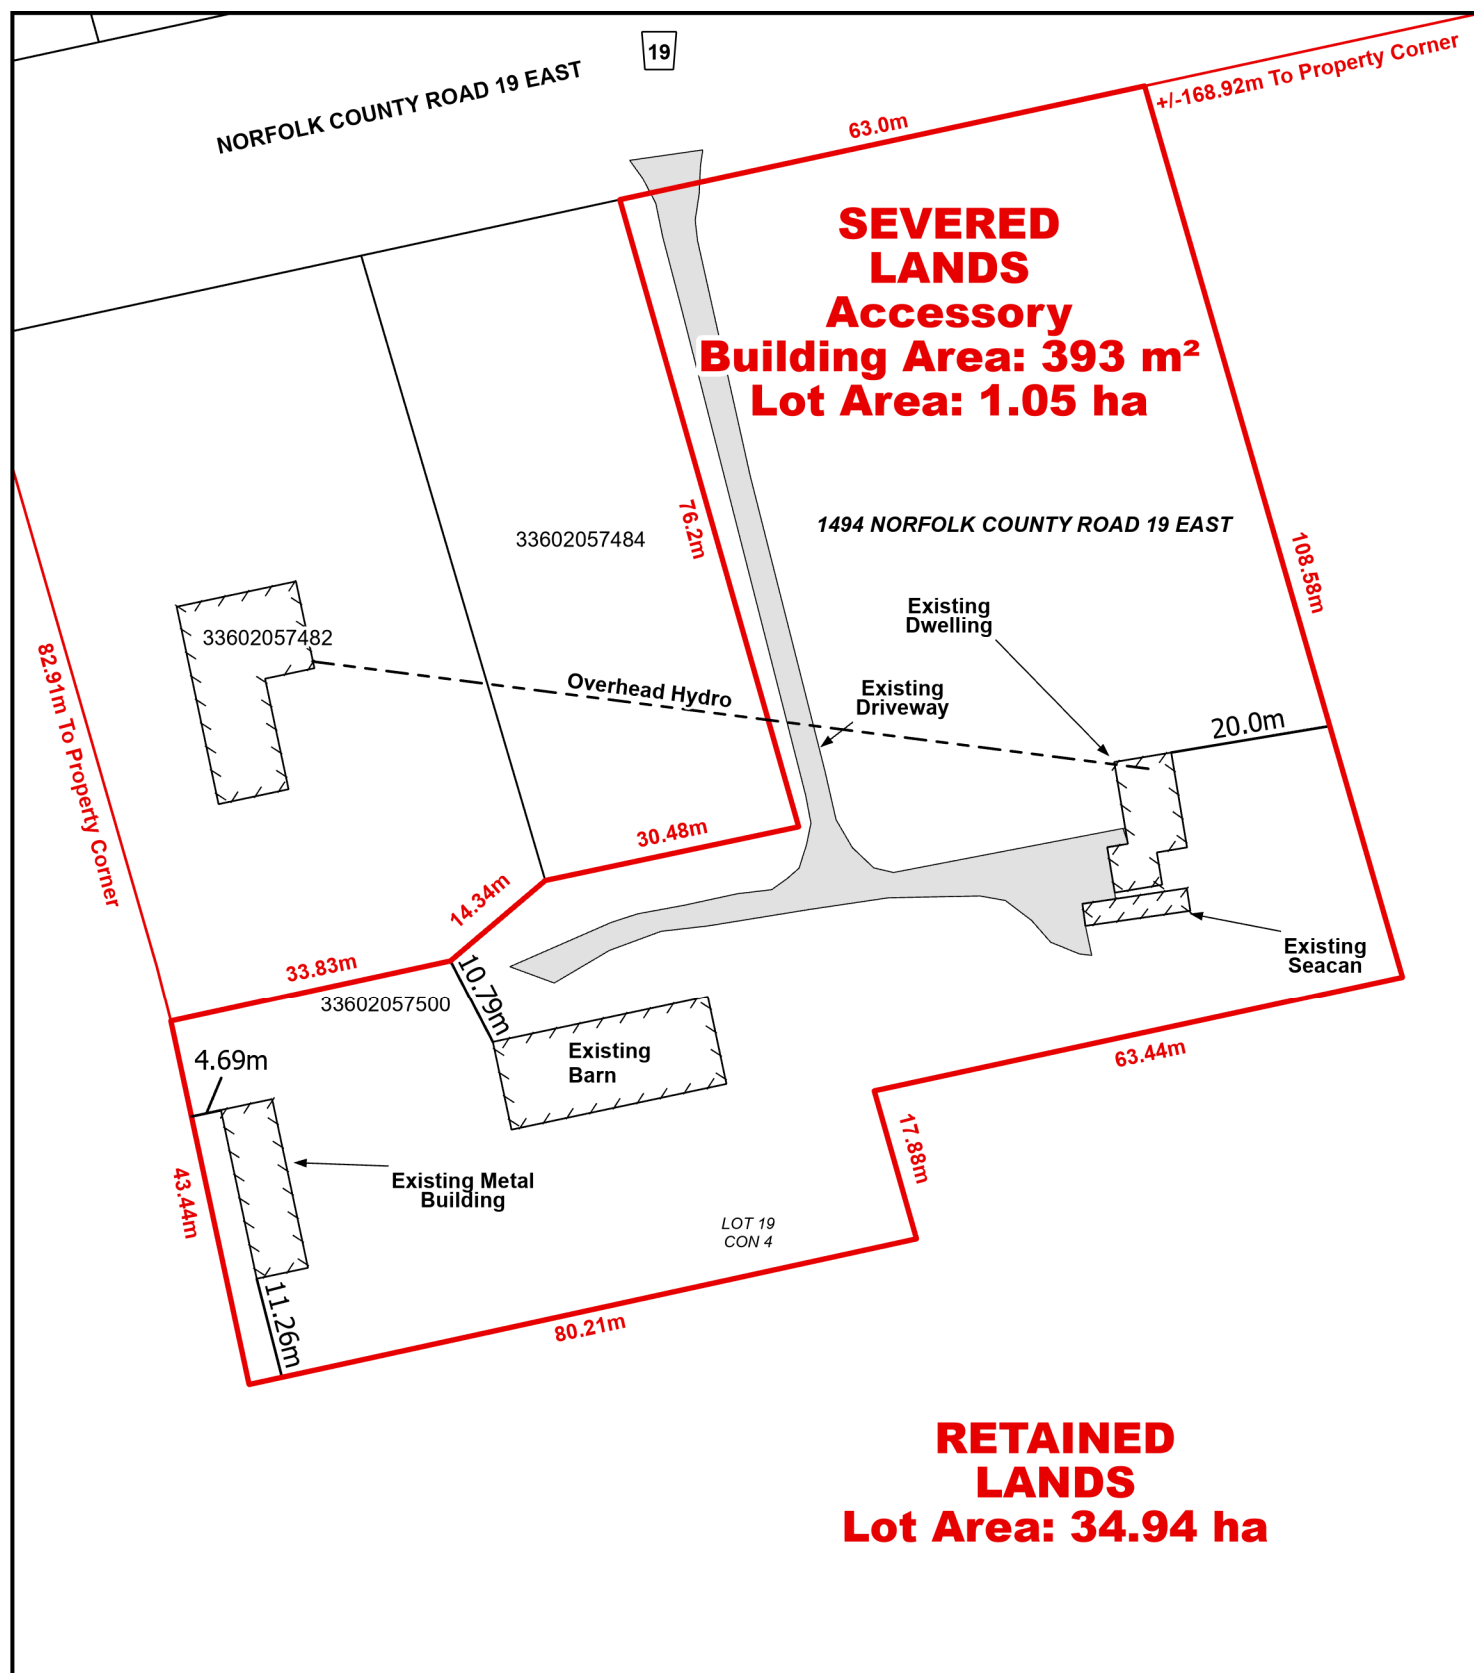 19
NORFOLK COUNTY ROAD 19 EAST
+/-168.92m To Property Corner
63.0m
SEVERED
LANDS
Accessory
Building Area: 393 m²
Lot Area: 1.05 ha
76.2m
33602057484
1494 NORFOLK COUNTY ROAD 19 EAST
108.58m
Existing
Dwelling
33602057482
82.91m To Property Corner
Overhead Hydro
Existing
Driveway
20.0m
30.48m
14.34m
Existing
Seacan
33.83m
33602057500
10.79m
4.69m
Existing
Barn
63.44m
17.88m
43.44m
Existing Metal
Building
LOT 19
CON 4
11.26m
80.21m
RETAINED
LANDS
Lot Area: 34.94 ha